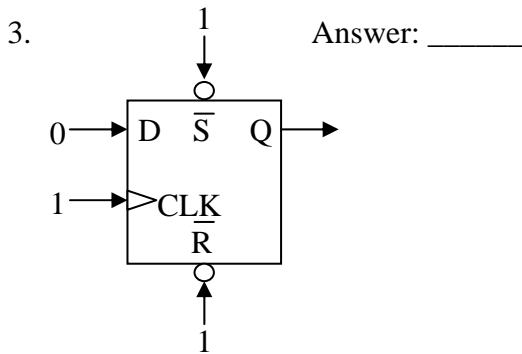 3.
Answer: ______
1
0
D S̅ Q
1
CLK
R̅
1